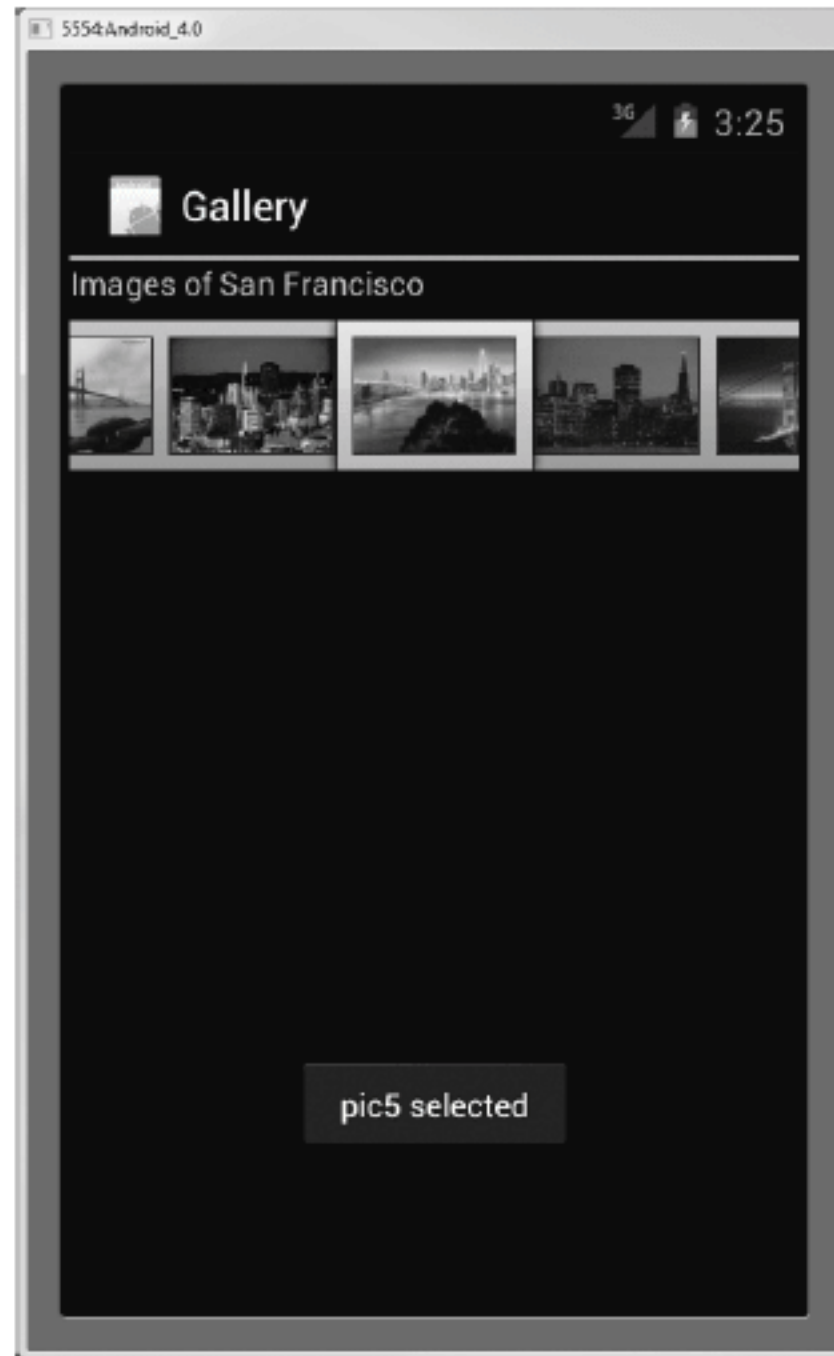 5554:Android_4.0
3G 3:25
Gallery
Images of San Francisco
pic5 selected